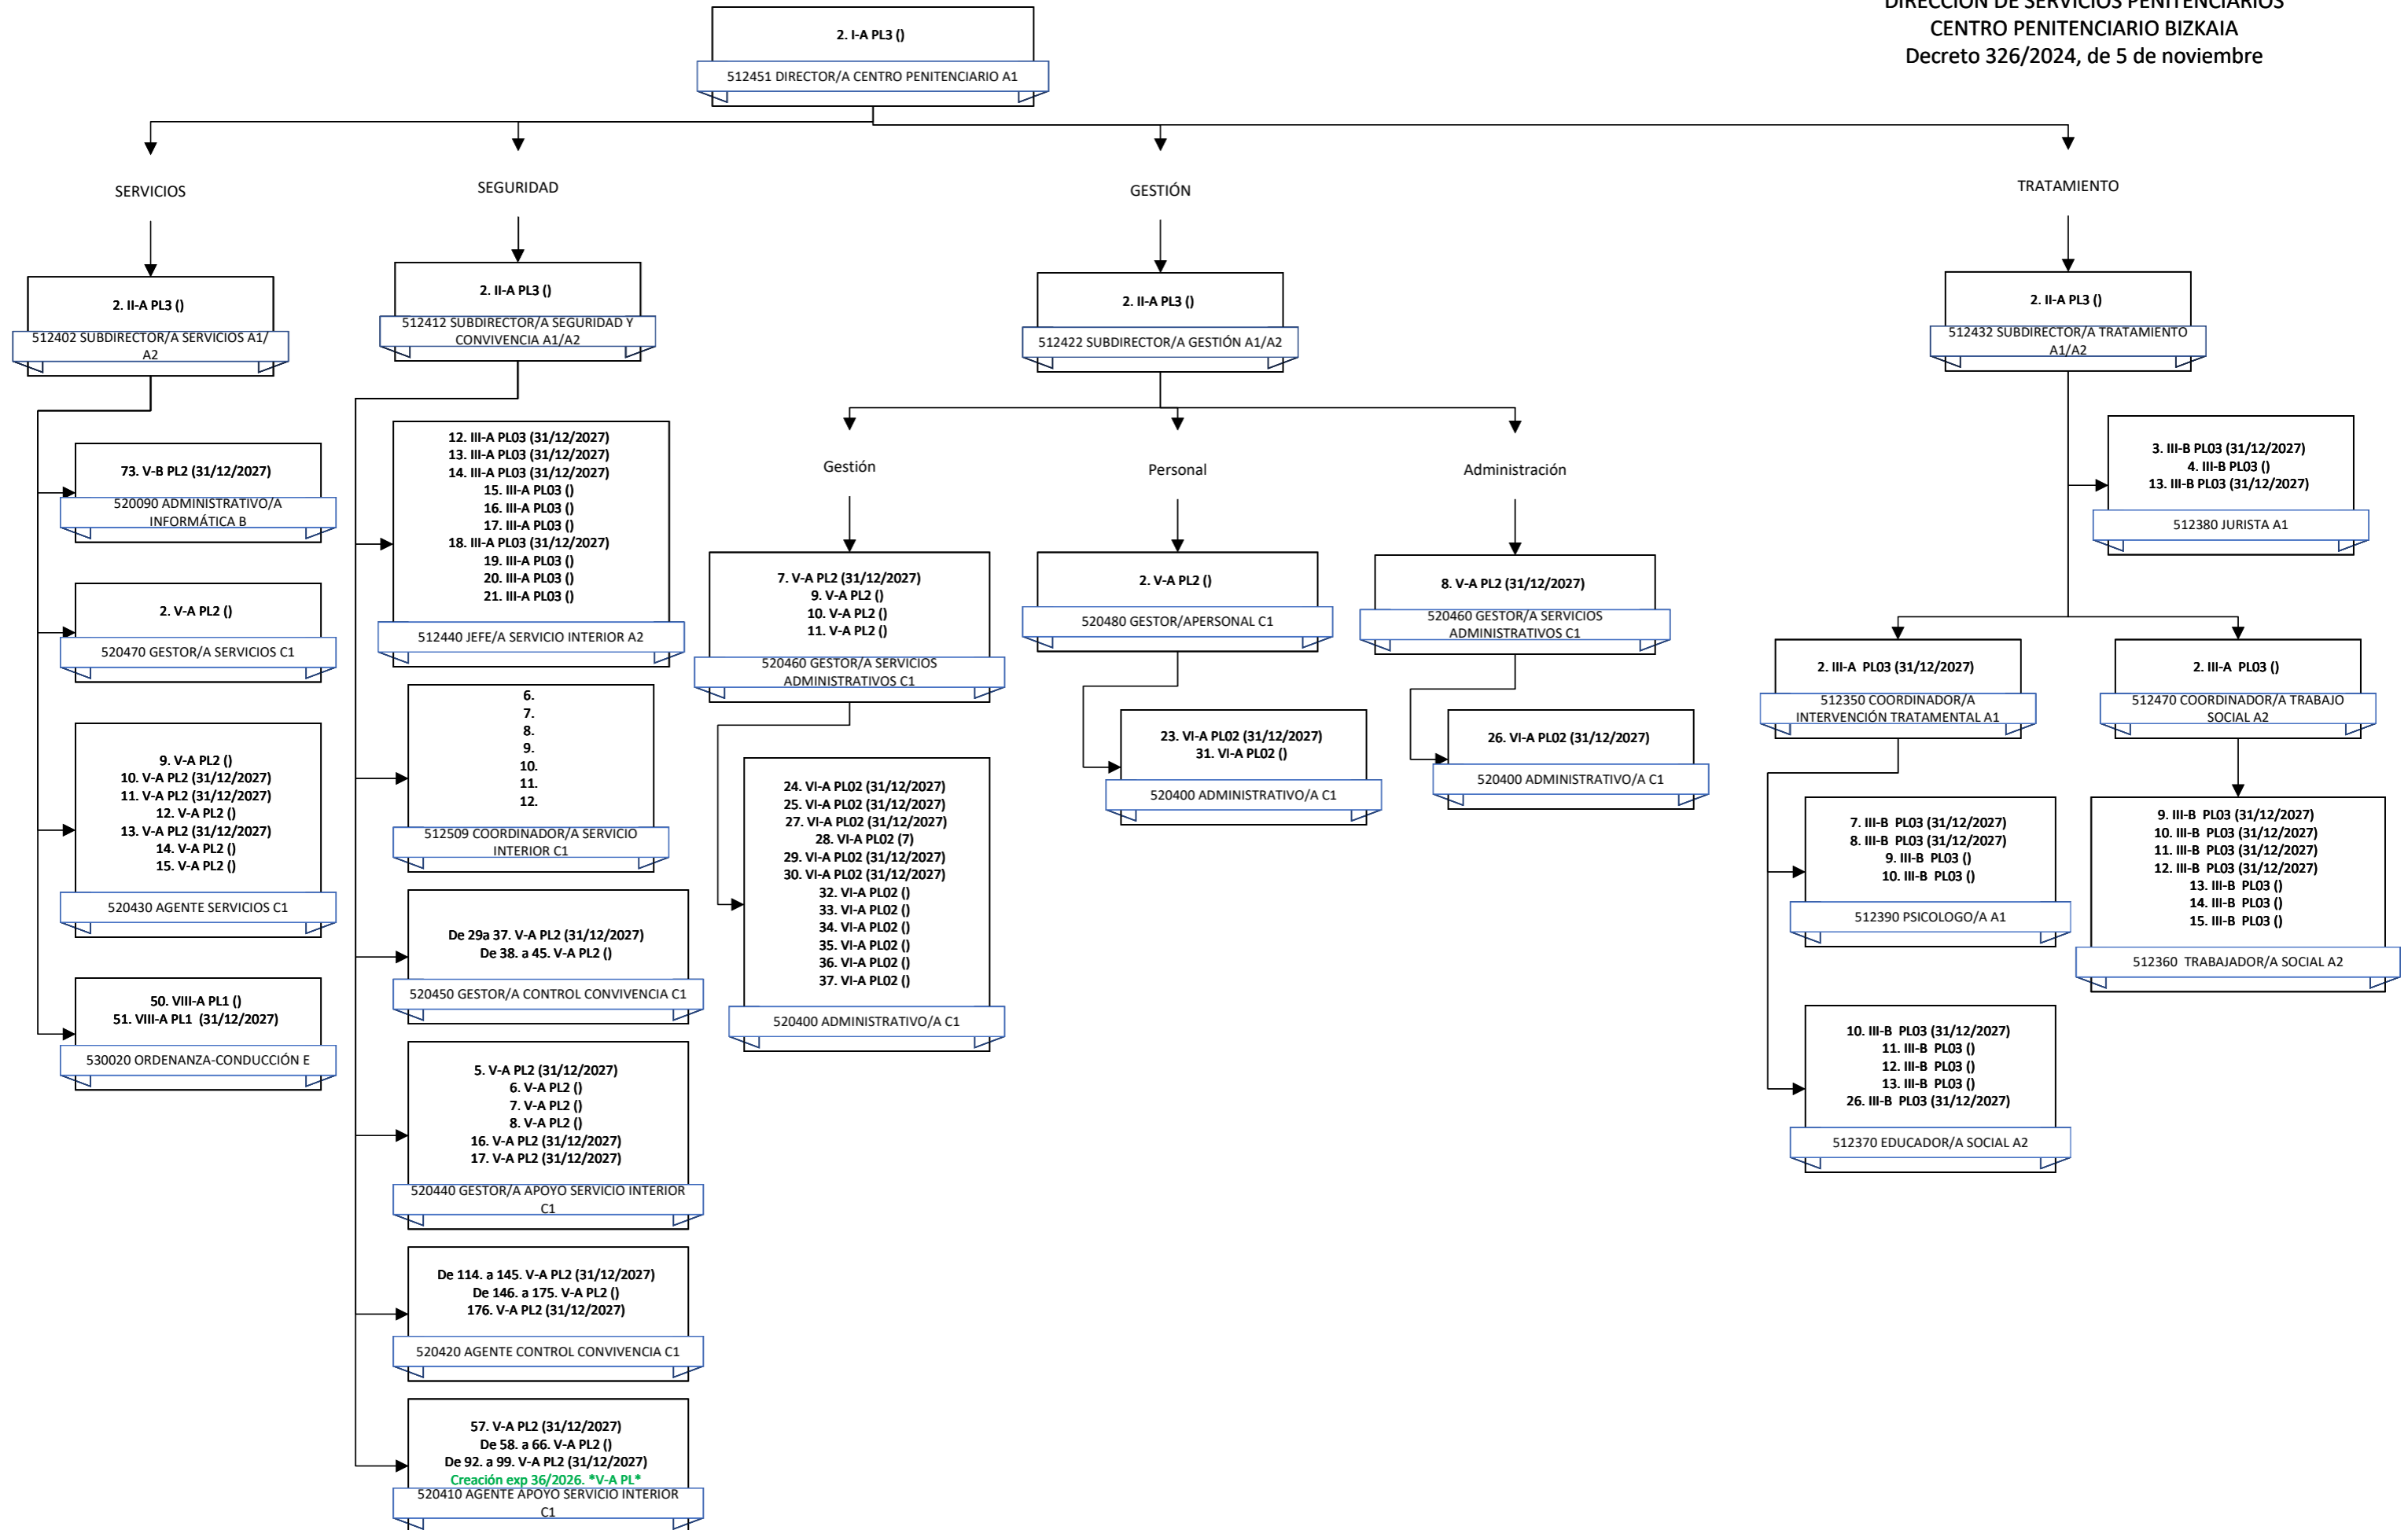 DIRECCIÓN DE SERVICIOS PENITENCIARIOS
CENTRO PENITENCIARIO BIZKAIA
Decreto 326/2024, de 5 de noviembre
2. I-A PL3 ()
512451 DIRECTOR/A CENTRO PENITENCIARIO A1
SERVICIOS
2. II-A PL3 ()
512402 SUBDIRECTOR/A SERVICIOS A1/
A2
73. V-B PL2 (31/12/2027)
520090 ADMINISTRATIVO/A
INFORMÁTICA B
2. V-A PL2 ()
520470 GESTOR/A SERVICIOS C1
9. V-A PL2 ()
10. V-A PL2 (31/12/2027)
11. V-A PL2 (31/12/2027)
12. V-A PL2 ()
13. V-A PL2 (31/12/2027)
14. V-A PL2 ()
15. V-A PL2 ()
520430 AGENTE SERVICIOS C1
50. VIII-A PL1 ()
51. VIII-A PL1 (31/12/2027)
530020 ORDENANZA-CONDUCCIÓN E
SEGURIDAD
2. II-A PL3 ()
512412 SUBDIRECTOR/A SEGURIDAD Y
CONVIVENCIA A1/A2
12. III-A PL03 (31/12/2027)
13. III-A PL03 (31/12/2027)
14. III-A PL03 (31/12/2027)
15. III-A PL03 ()
16. III-A PL03 ()
17. III-A PL03 ()
18. III-A PL03 (31/12/2027)
19. III-A PL03 ()
20. III-A PL03 ()
21. III-A PL03 ()
512440 JEFE/A SERVICIO INTERIOR A2
6.
7.
8.
9.
10.
11.
12.
512509 COORDINADOR/A SERVICIO
INTERIOR C1
De 29a 37. V-A PL2 (31/12/2027)
De 38. a 45. V-A PL2 ()
520450 GESTOR/A CONTROL CONVIVENCIA C1
5. V-A PL2 (31/12/2027)
6. V-A PL2 ()
7. V-A PL2 ()
8. V-A PL2 ()
16. V-A PL2 (31/12/2027)
17. V-A PL2 (31/12/2027)
520440 GESTOR/A APOYO SERVICIO INTERIOR
C1
De 114. a 145. V-A PL2 (31/12/2027)
De 146. a 175. V-A PL2 ()
176. V-A PL2 (31/12/2027)
520420 AGENTE CONTROL CONVIVENCIA C1
57. V-A PL2 (31/12/2027)
De 58. a 66. V-A PL2 ()
De 92. a 99. V-A PL2 (31/12/2027)
Creación exp 36/2026. *V-A PL*
520410 AGENTE APOYO SERVICIO INTERIOR
C1
GESTIÓN
2. II-A PL3 ()
512422 SUBDIRECTOR/A GESTIÓN A1/A2
Gestión
7. V-A PL2 (31/12/2027)
9. V-A PL2 ()
10. V-A PL2 ()
11. V-A PL2 ()
520460 GESTOR/A SERVICIOS
ADMINISTRATIVOS C1
24. VI-A PL02 (31/12/2027)
25. VI-A PL02 (31/12/2027)
27. VI-A PL02 (31/12/2027)
28. VI-A PL02 (7)
29. VI-A PL02 (31/12/2027)
30. VI-A PL02 (31/12/2027)
32. VI-A PL02 ()
33. VI-A PL02 ()
34. VI-A PL02 ()
35. VI-A PL02 ()
36. VI-A PL02 ()
37. VI-A PL02 ()
520400 ADMINISTRATIVO/A C1
Personal
2. V-A PL2 ()
520480 GESTOR/APERSONAL C1
23. VI-A PL02 (31/12/2027)
31. VI-A PL02 ()
520400 ADMINISTRATIVO/A C1
Administración
8. V-A PL2 (31/12/2027)
520460 GESTOR/A SERVICIOS
ADMINISTRATIVOS C1
26. VI-A PL02 (31/12/2027)
520400 ADMINISTRATIVO/A C1
TRATAMIENTO
2. II-A PL3 ()
512432 SUBDIRECTOR/A TRATAMIENTO
A1/A2
3. III-B PL03 (31/12/2027)
4. III-B PL03 ()
13. III-B PL03 (31/12/2027)
512380 JURISTA A1
2. III-A PL03 (31/12/2027)
512350 COORDINADOR/A
INTERVENCIÓN TRATAMENTAL A1
7. III-B PL03 (31/12/2027)
8. III-B PL03 (31/12/2027)
9. III-B PL03 ()
10. III-B PL03 ()
512390 PSICOLOGO/A A1
10. III-B PL03 (31/12/2027)
11. III-B PL03 ()
12. III-B PL03 ()
13. III-B PL03 ()
26. III-B PL03 (31/12/2027)
512370 EDUCADOR/A SOCIAL A2
2. III-A PL03 ()
512470 COORDINADOR/A TRABAJO
SOCIAL A2
9. III-B PL03 (31/12/2027)
10. III-B PL03 (31/12/2027)
11. III-B PL03 (31/12/2027)
12. III-B PL03 (31/12/2027)
13. III-B PL03 ()
14. III-B PL03 ()
15. III-B PL03 ()
512360 TRABAJADOR/A SOCIAL A2